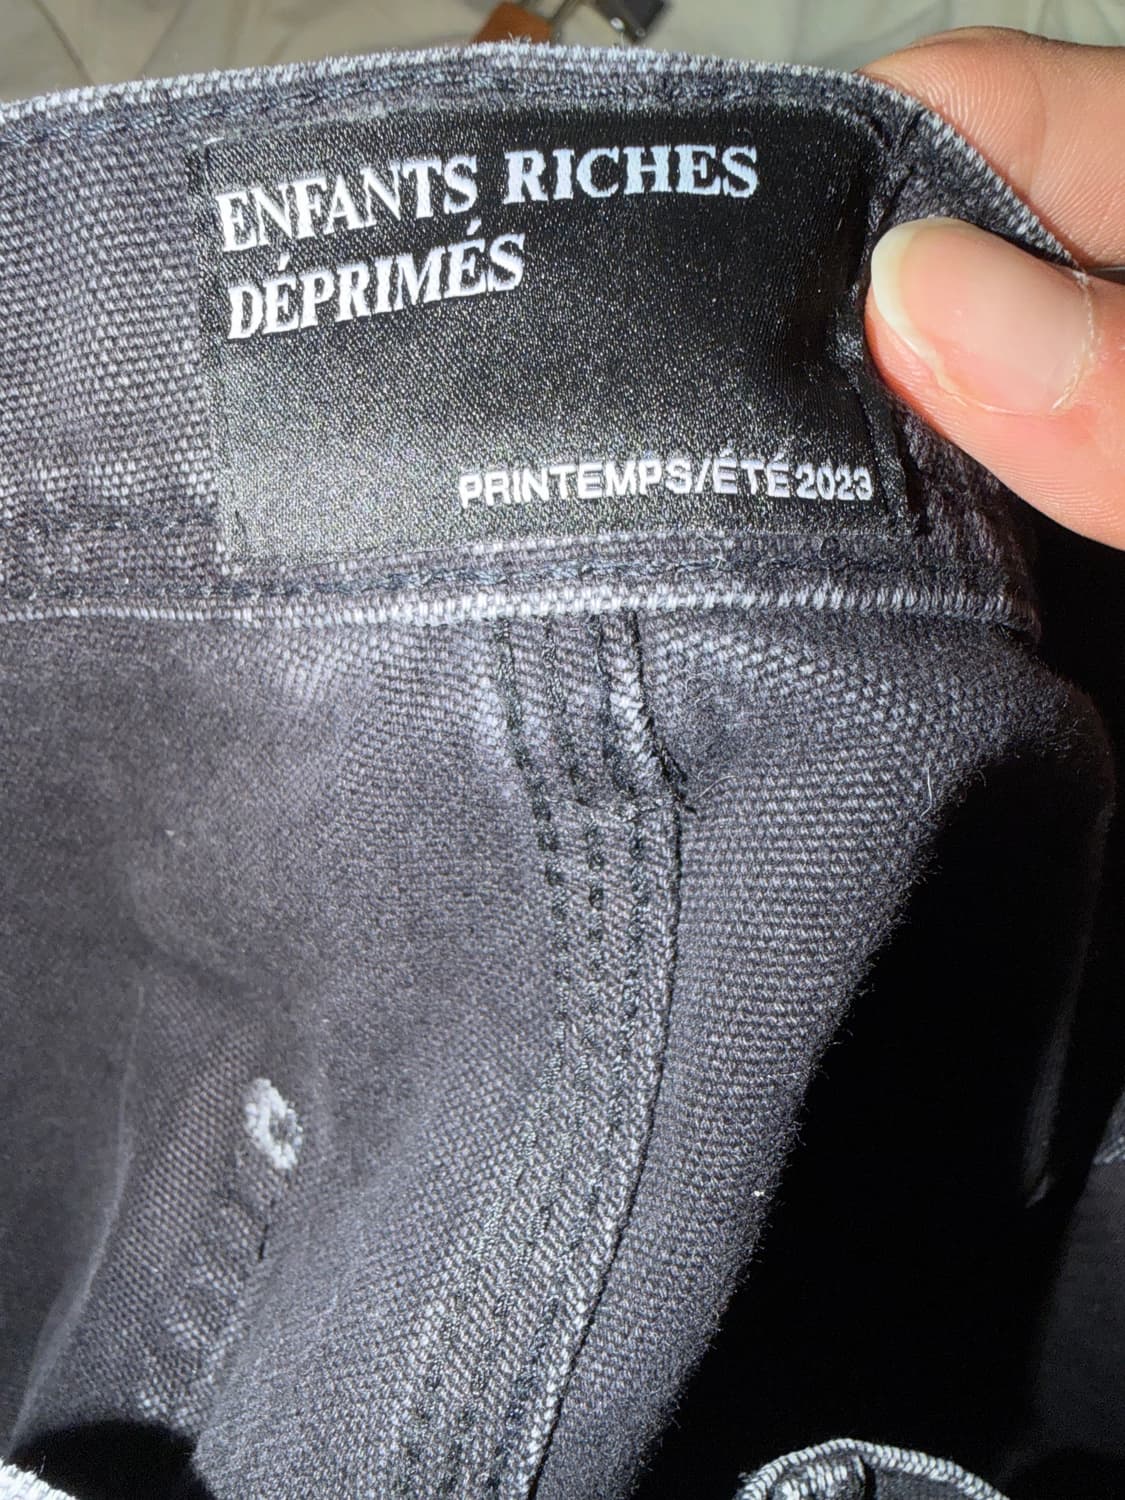 ENFANTS RICHES
DÉPRIMÉS
PRINTEMPS/ÉTÉ 2023